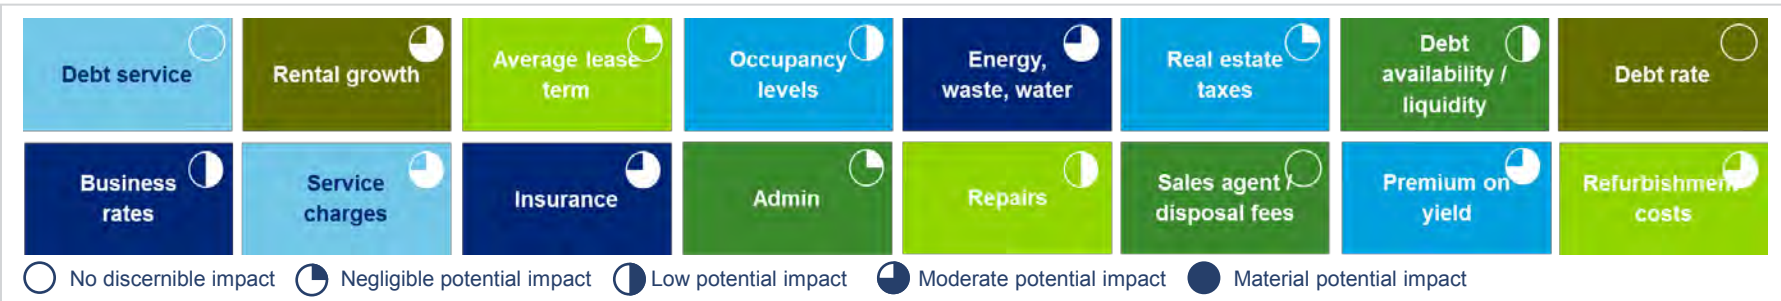 Debt service
Rental growth
Average lease
term
Occupancy
levels
Energy,
waste, water
Real estate
taxes
Debt
availability /
liquidity
Debt rate
Business
rates
Service
charges
Insurance
Admin
Repairs
Sales agent /
disposal fees
Premium on
yield
Refurbishment
costs
No discernible impact
Negligible potential impact
Low potential impact
Moderate potential impact
Material potential impact